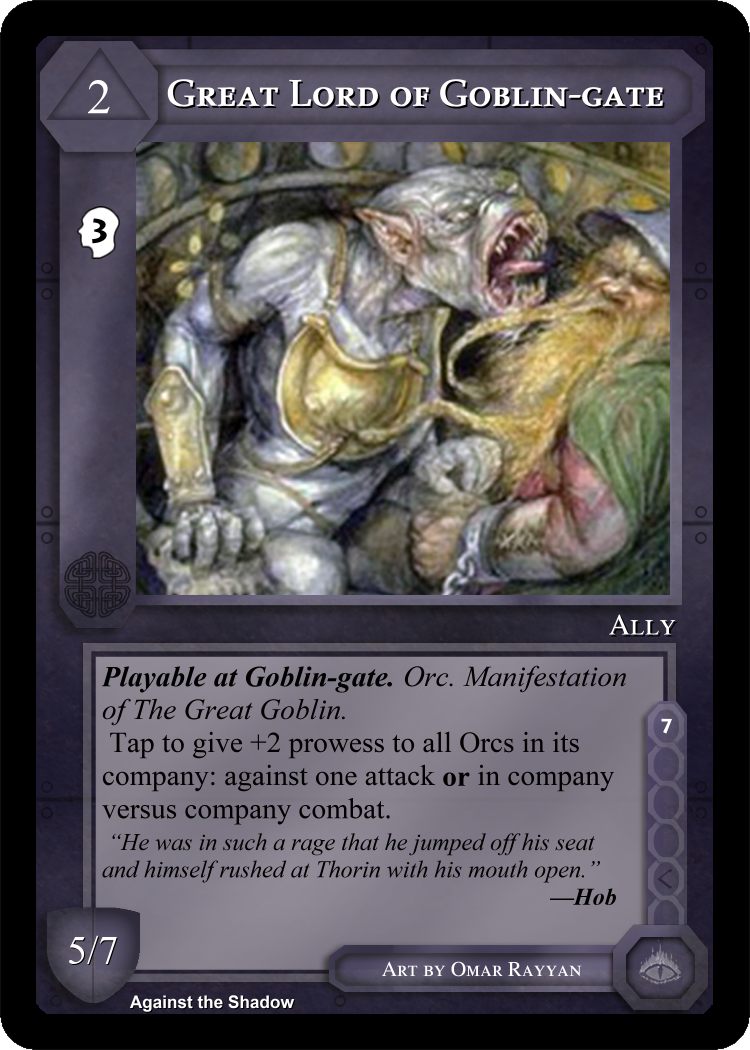 2
Great Lord of Goblin-gate
3
Ally
Playable at Goblin-gate. Orc. Manifestation
of The Great Goblin.
Tap to give +2 prowess to all Orcs in its
company: against one attack or in company
versus company combat.
“He was in such a rage that he jumped off his seat
and himself rushed at Thorin with his mouth open.”
—Hob
7
5/7
Art by Omar Rayyan
Against the Shadow